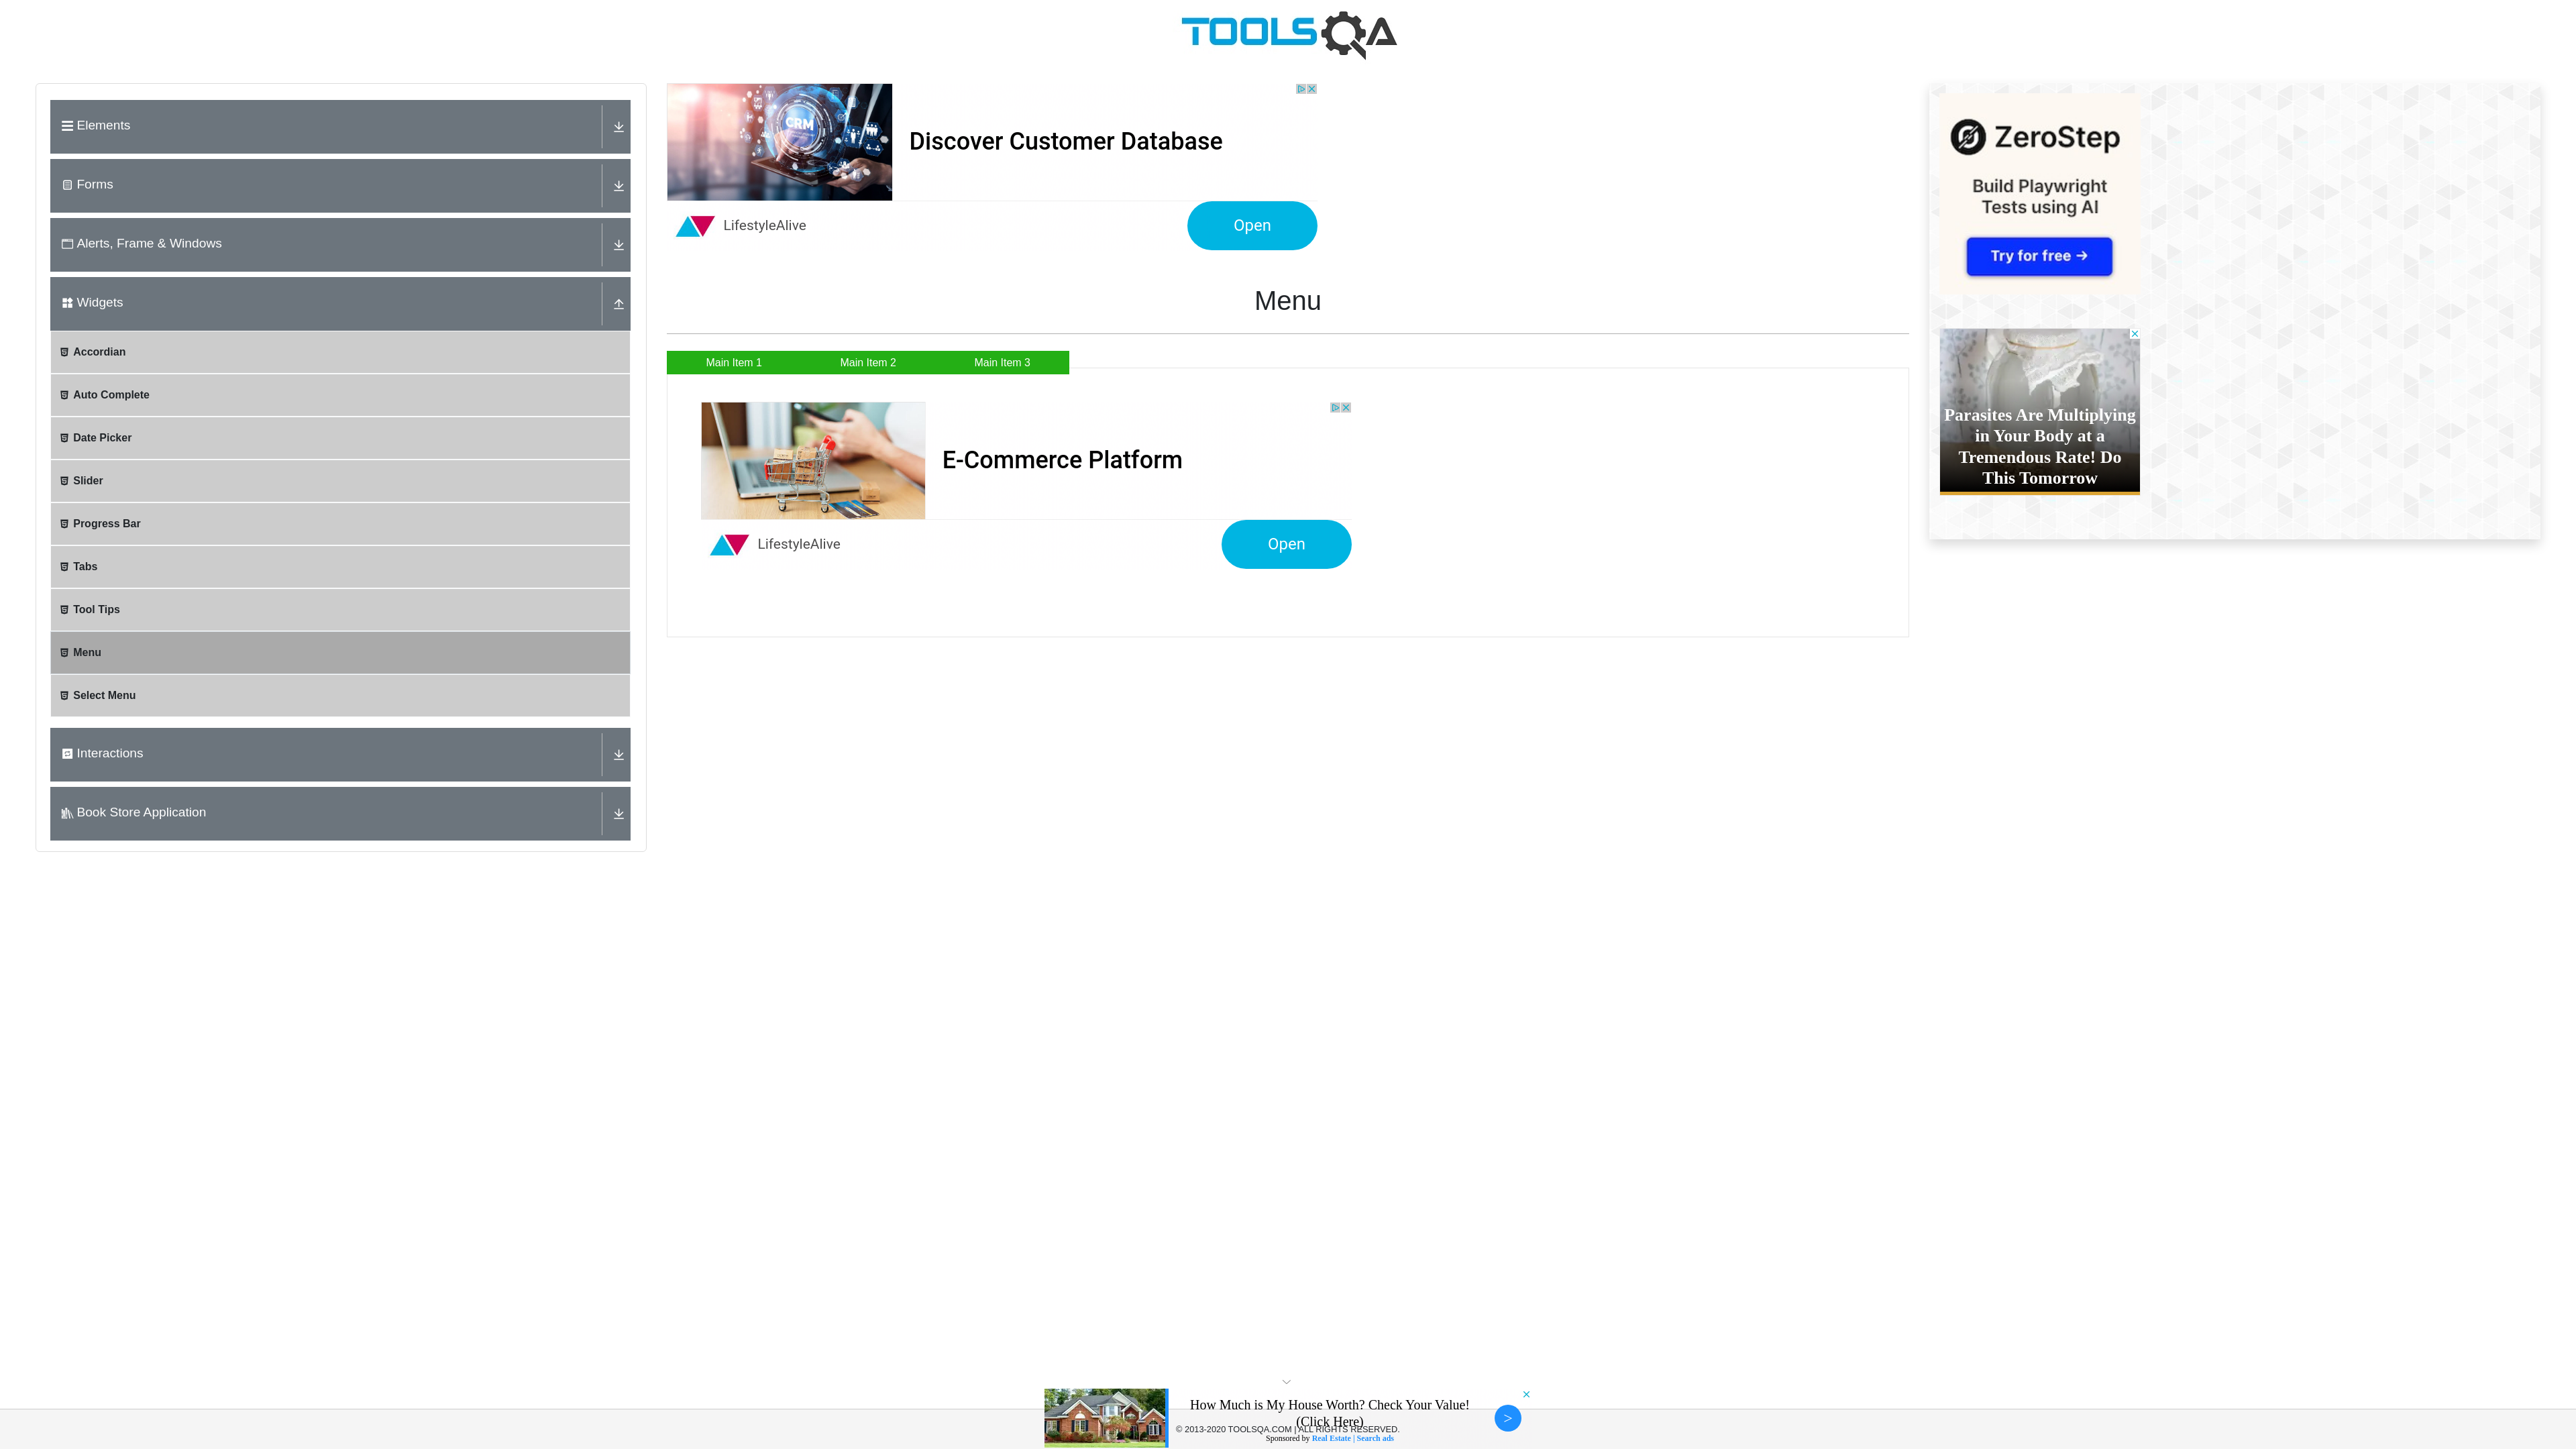 TOOLSQA
Elements
Forms
Alerts, Frame & Windows
Widgets
Accordian
Auto Complete
Date Picker
Slider
Progress Bar
Tabs
Tool Tips
Menu
Select Menu
Interactions
Book Store Application
CRM
Discover Customer Database
LifestyleAlive
Open
Menu
Main Item 1
Main Item 2
Main Item 3
E-Commerce Platform
LifestyleAlive
Open
ZeroStep
Build Playwright
Tests using AI
Try for free →
Parasites Are Multiplying
in Your Body at a
Tremendous Rate! Do
This Tomorrow
How Much is My House Worth? Check Your Value!
(Click Here)
>
© 2013-2020 TOOLSQA.COM | ALL RIGHTS RESERVED.
Sponsored by Real Estate | Search ads